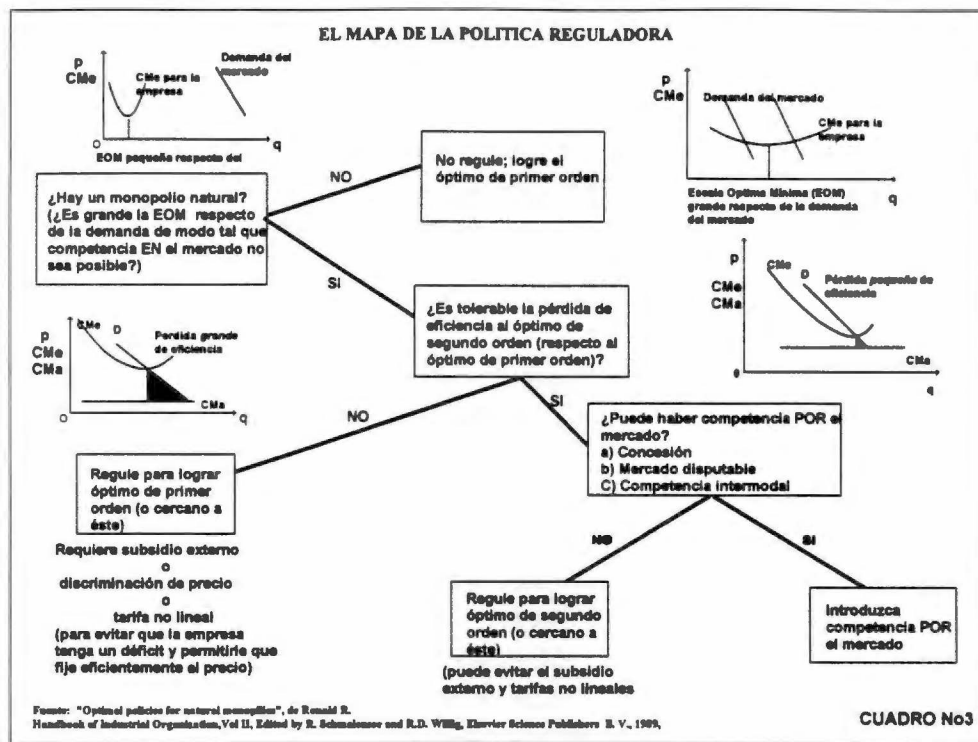 EL MAPA DE LA POLITICA REGULADORA
p
CMe
CMe para la
empresa
Demanda del
mercado
O
q
EOM pequeña respecto del
p
CMe
Demanda del mercado
CMe para la
empresa
q
Escala Optima Mínima (EOM)
grande respecto de la demanda
del mercado
¿Hay un monopolio natural?
(¿Es grande la EOM respecto
de la demanda de modo tal que
competencia EN el mercado no
sea posible?)
NO
No regule; logre el
óptimo de primer orden
SI
¿Es tolerable la pérdida de
eficiencia al óptimo de
segundo orden (respecto al
óptimo de primer orden)?
p
CMe
CMa
CMe
D
Pérdida pequeña de
eficiencia
CMa
q
p
CMe
CMa
CMe
D
Perdida grande
de eficiencia
CMa
O
q
NO
SI
¿Puede haber competencia POR el
mercado?
a) Concesión
b) Mercado disputable
C) Competencia intermodal
Regule para lograr
óptimo de primer
orden (o cercano a
éste)
Requiere subsidio externo
o
discriminación de precio
o
tarifa no lineal
(para evitar que la empresa
tenga un déficit y permitirle que
fije eficientemente el precio)
NO
SI
Regule para lograr
óptimo de segundo
orden (o cercano a
éste)
(puede evitar el subsidio
externo y tarifas no lineales
Introduzca
competencia POR
el mercado
Fuente: "Optimal policies for natural monopilies", de Ronald R.
Handbook of Industrial Organization, Vol II, Edited by R. Schmalensee and R.D. Willig, Elsevier Science Publishers B. V., 1989,
CUADRO No3